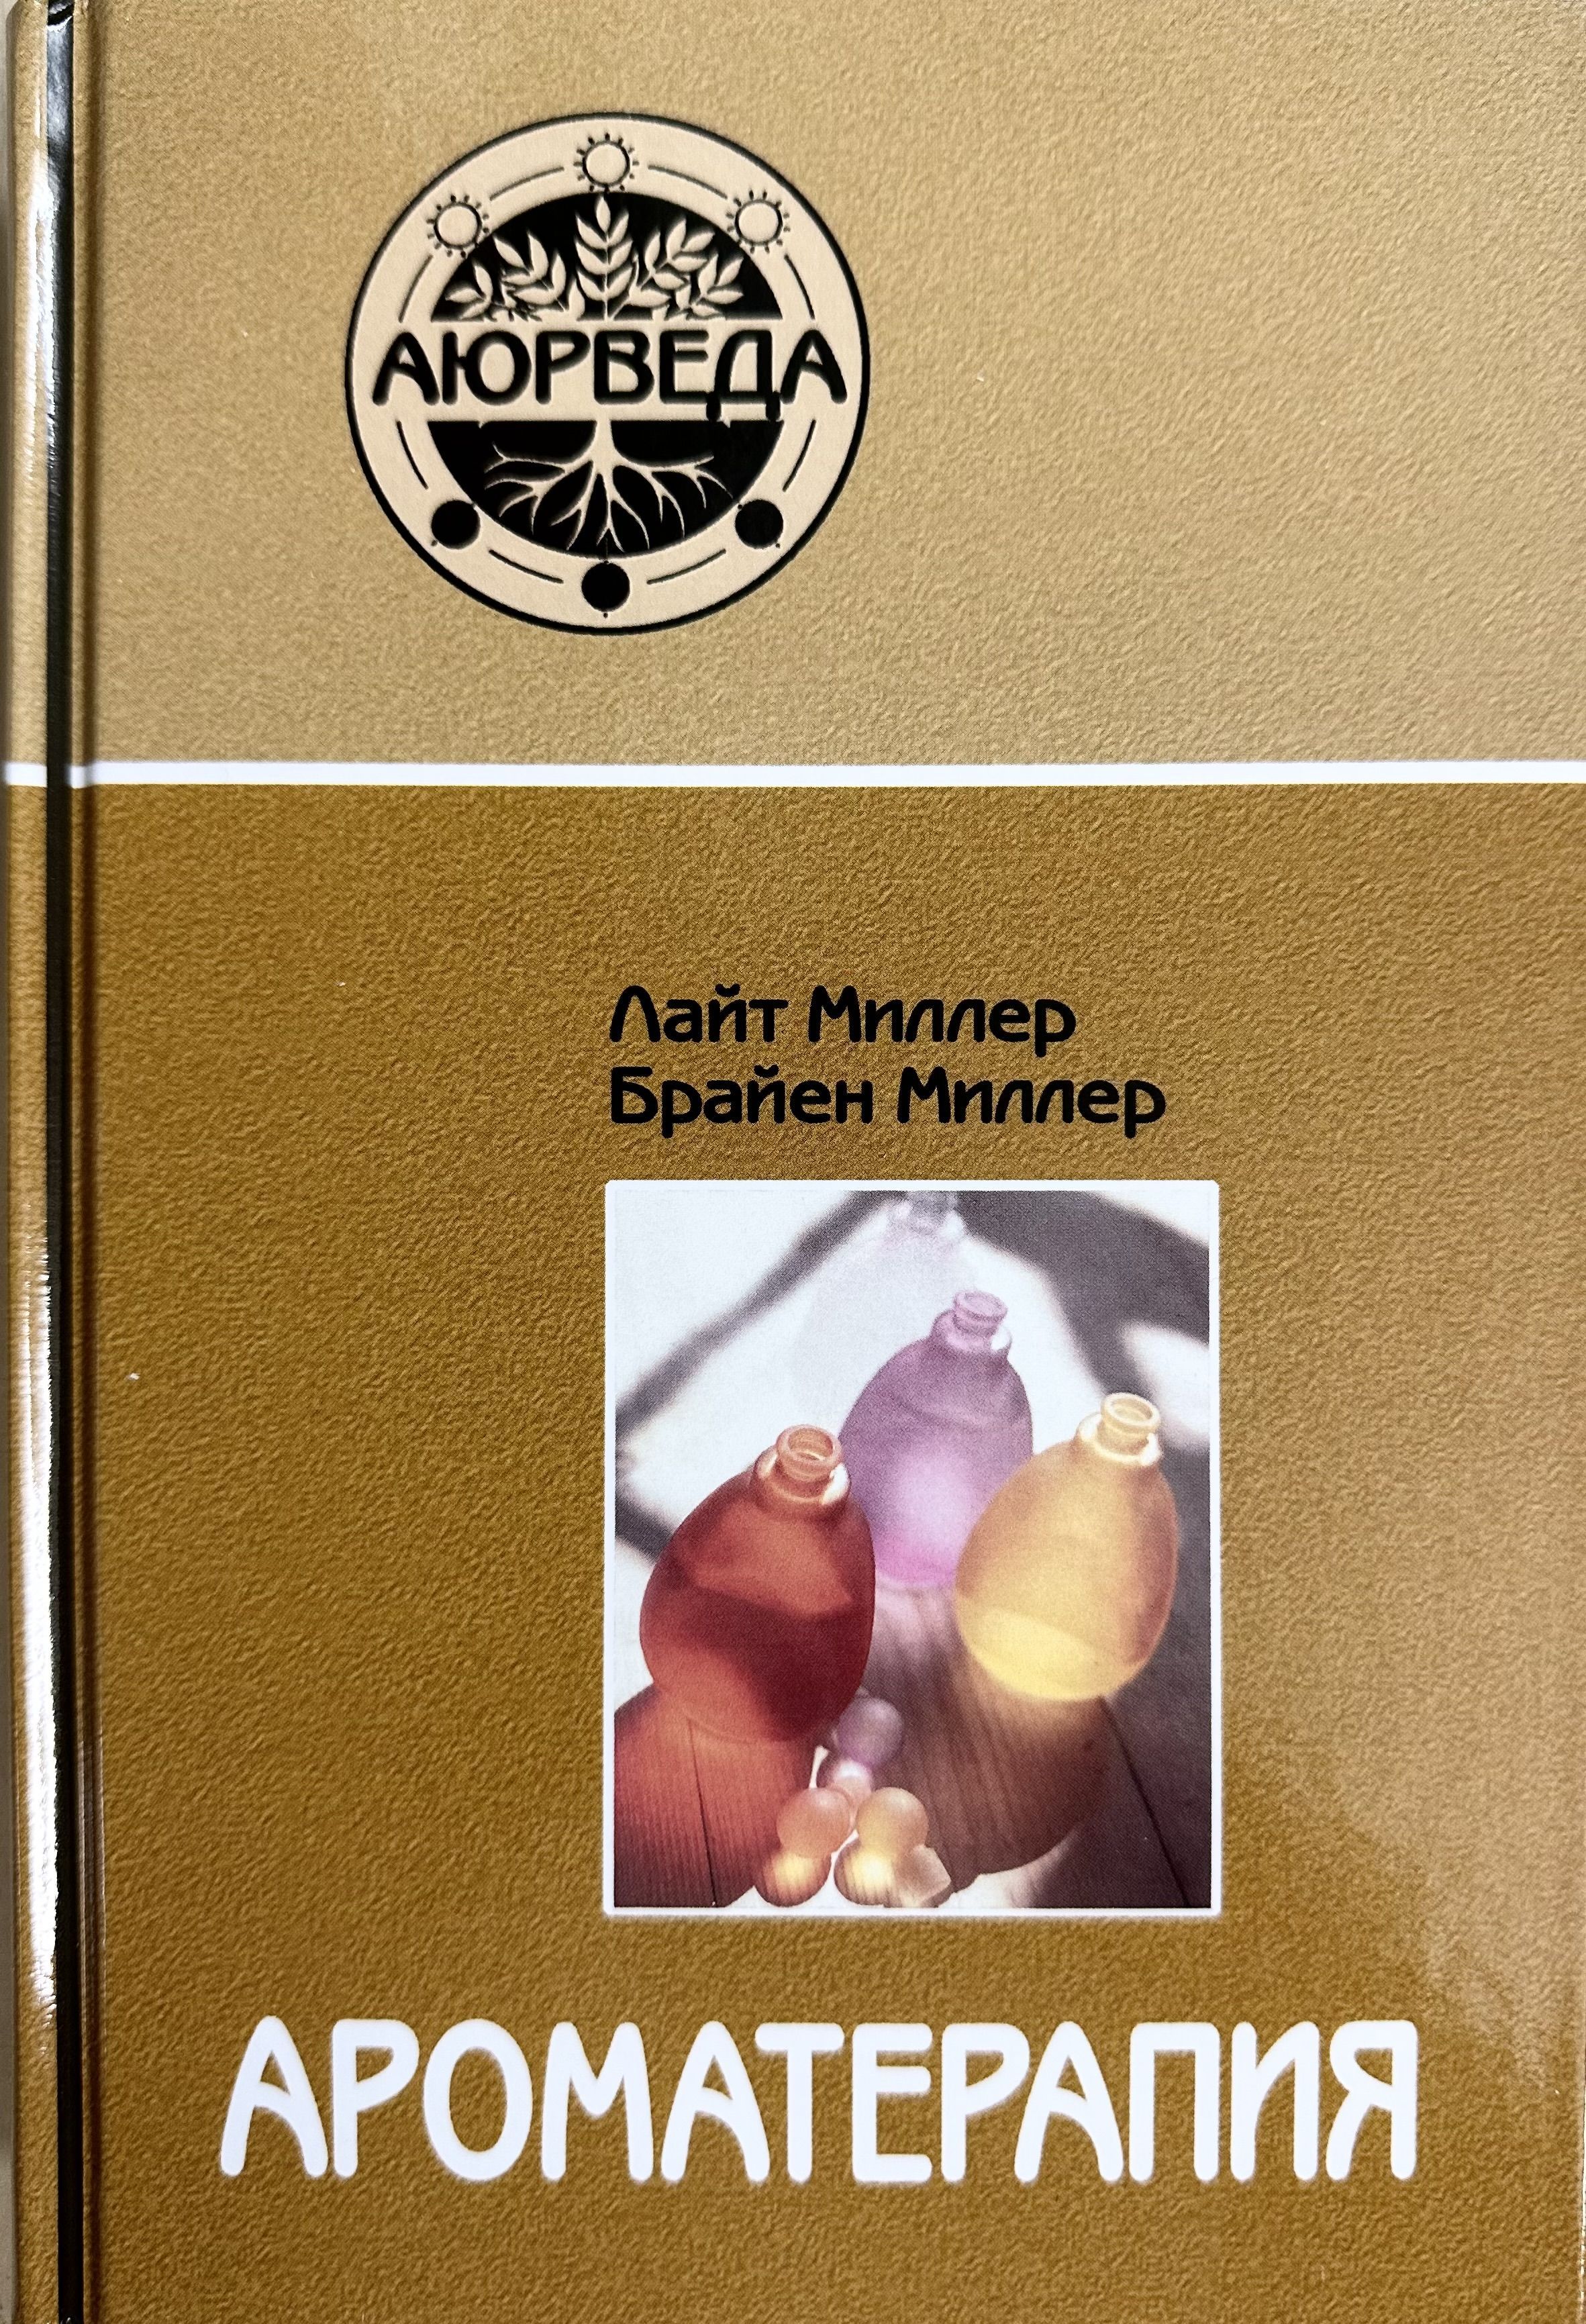 АЮРВЕДА
Лайт Миллер
Брайен Миллер
АРОМАТЕРАПИЯ